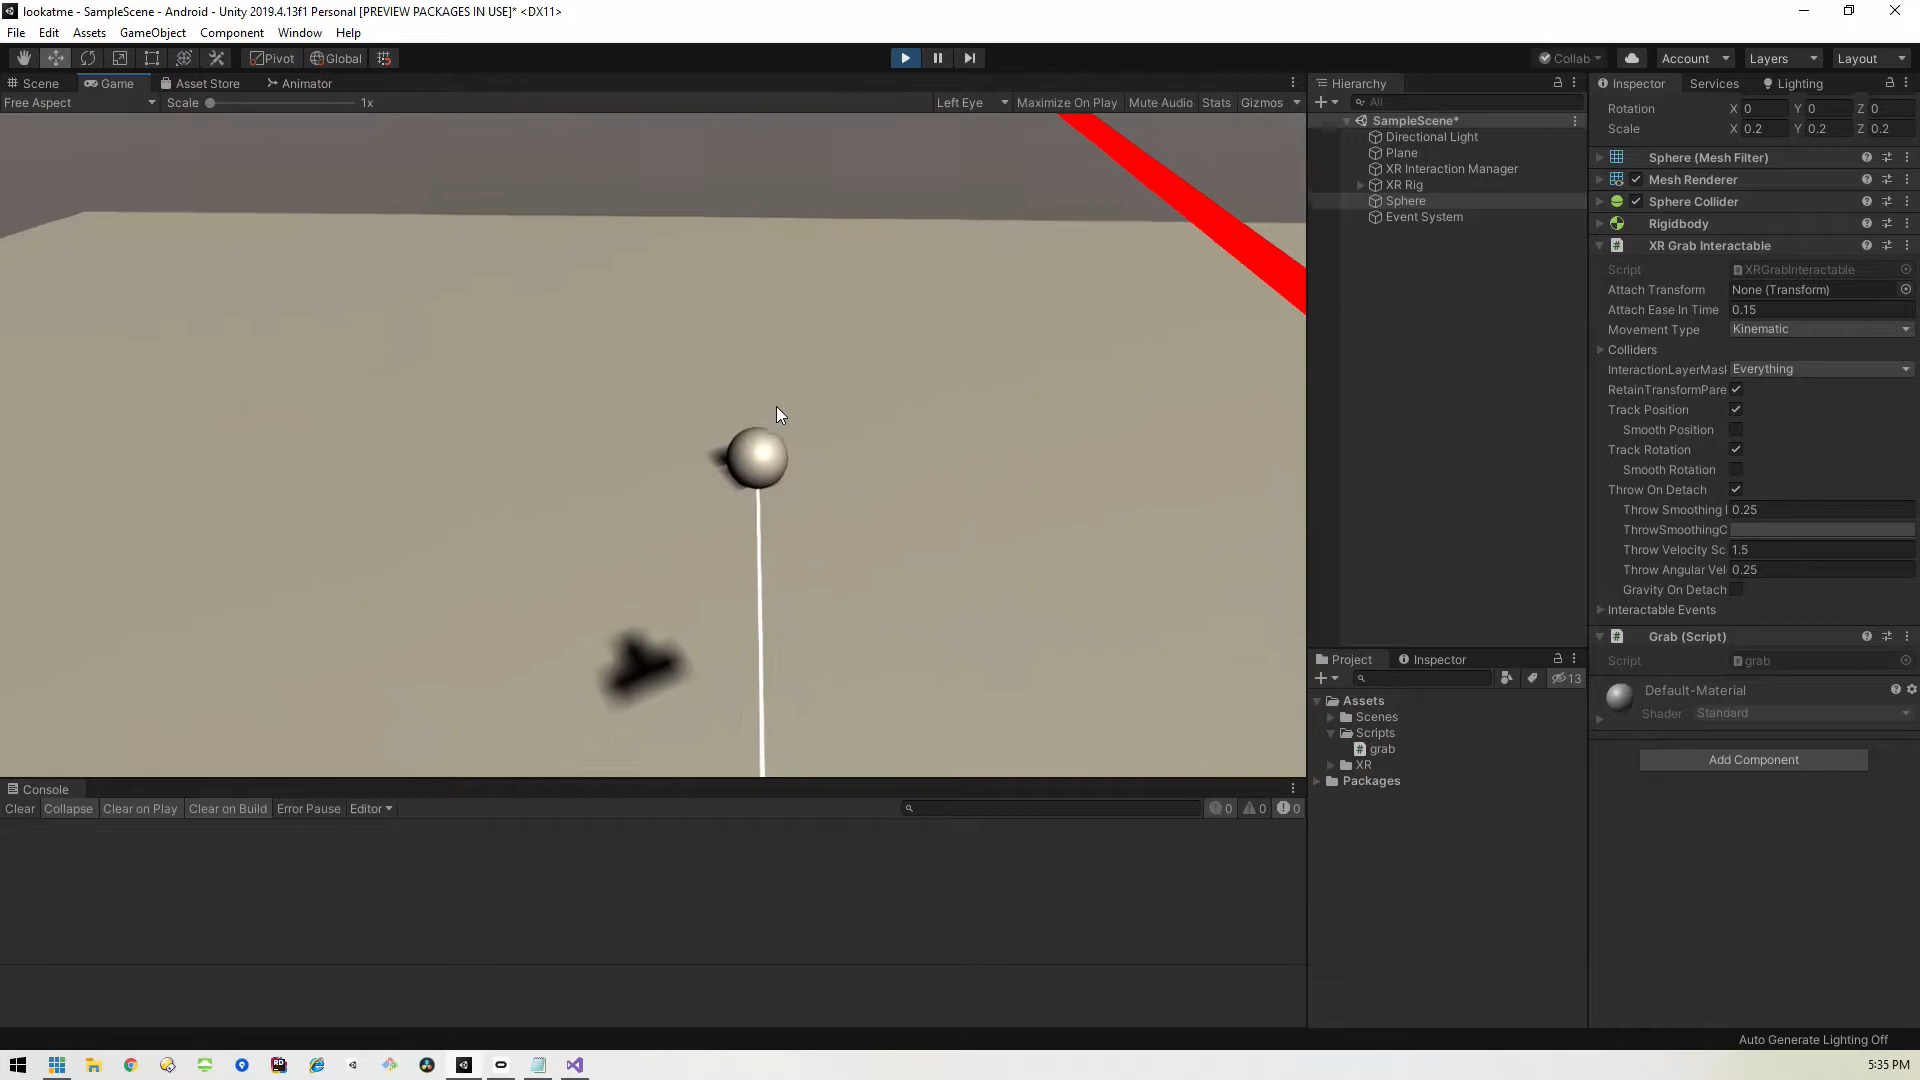 lookatme - SampleScene - Android - Unity 2019.4.13f1 Personal [PREVIEW PACKAGES IN USE]* <DX11>
File Edit Assets GameObject Component Window Help
Pivot Global Collab Account Layers Layout
Scene Game Asset Store Animator
Free Aspect Scale 1x Left Eye Maximize On Play Mute Audio Stats Gizmos
Hierarchy
All
SampleScene*
Directional Light
Plane
XR Interaction Manager
XR Rig
Sphere
Event System
Inspector Services Lighting
Rotation X 0 Y 0 Z 0
Scale X 0.2 Y 0.2 Z 0.2
Sphere (Mesh Filter)
Mesh Renderer
Sphere Collider
Rigidbody
XR Grab Interactable
Script XRGrabInteractable
Attach Transform None (Transform)
Attach Ease In Time 0.15
Movement Type Kinematic
Colliders
InteractionLayerMas Everything
RetainTransformPare
Track Position
Smooth Position
Track Rotation
Smooth Rotation
Throw On Detach
Throw Smoothing 0.25
ThrowSmoothingC
Throw Velocity Sc 1.5
Throw Angular Vel 0.25
Gravity On Detach
Interactable Events
Grab (Script)
Script grab
Default-Material
Shader Standard
Add Component
Project Inspector
13
Assets
Scenes
Scripts
grab
XR
Packages
Console
Clear Collapse Clear on Play Clear on Build Error Pause Editor 0 0 0
Auto Generate Lighting Off
5:35 PM